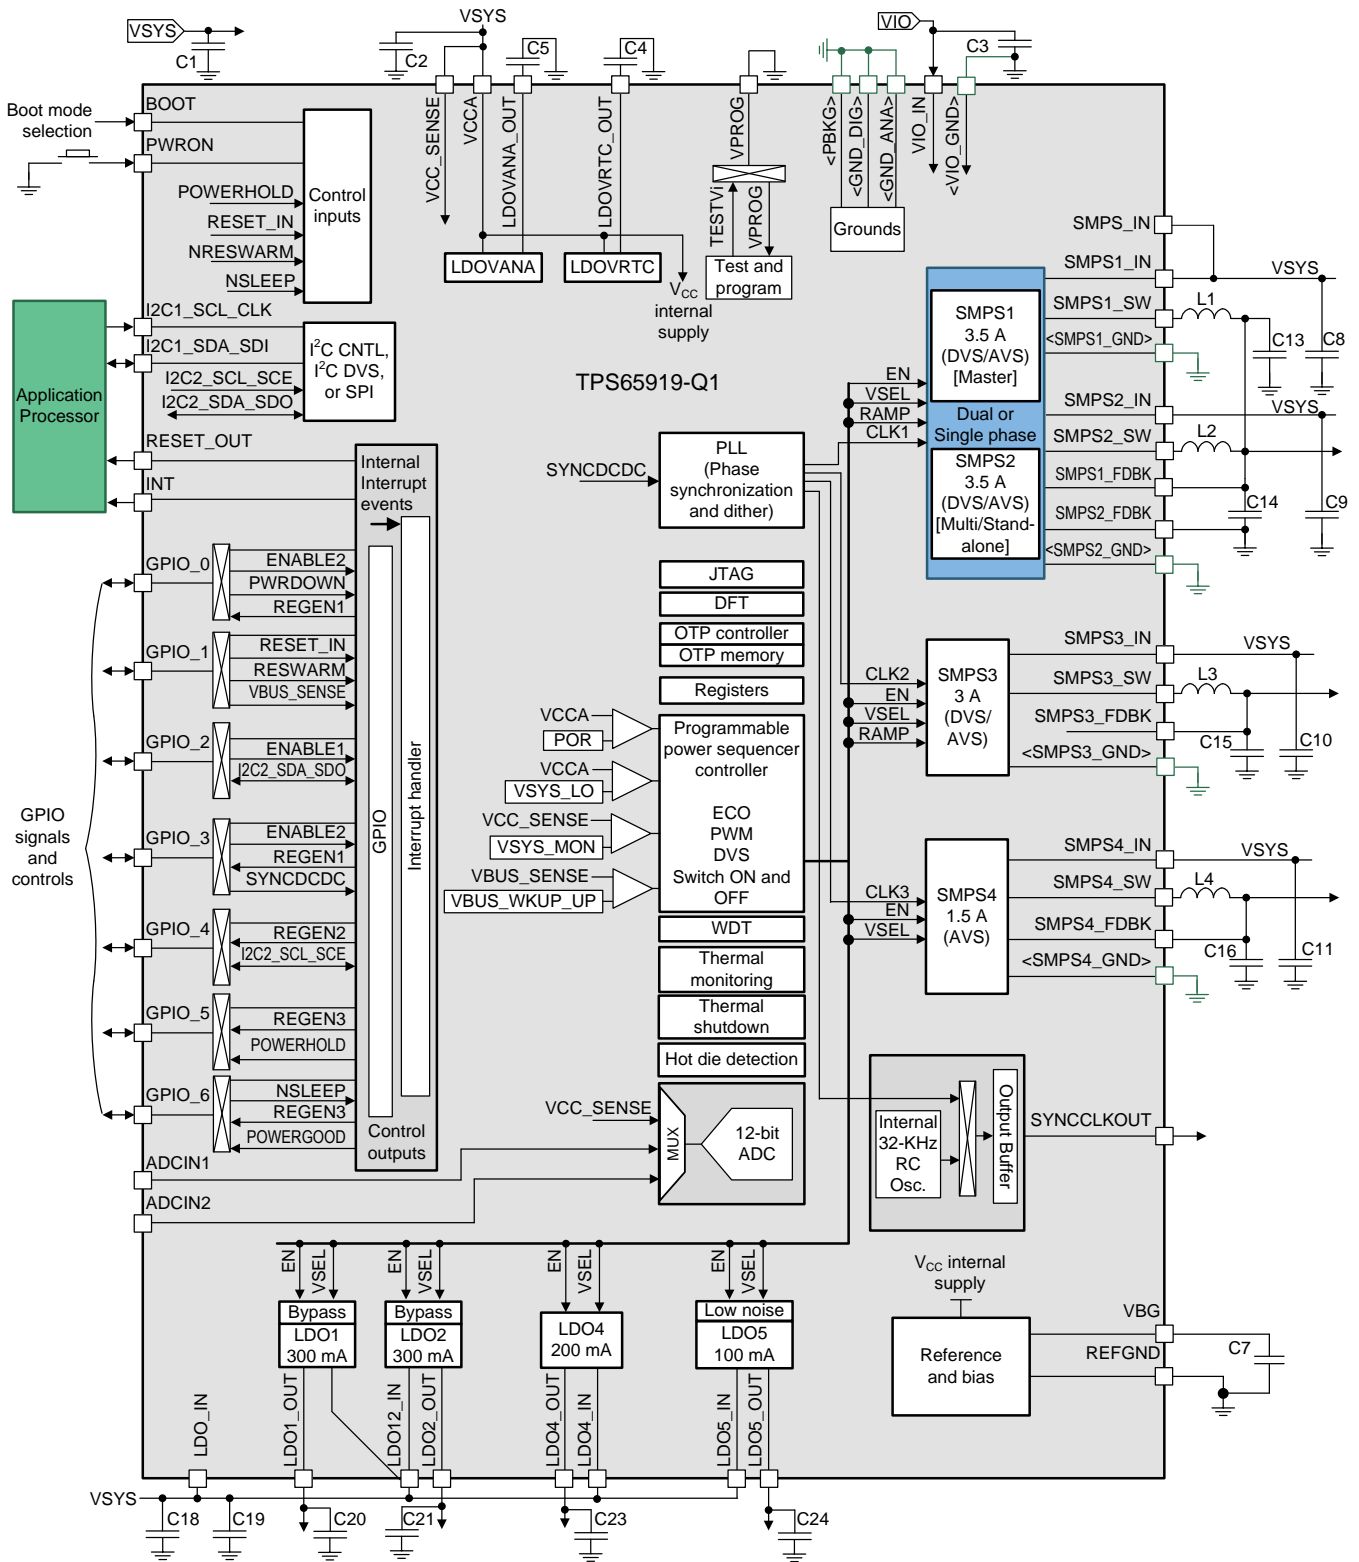 VSYS
C1
VSYS
C2
C5
C4
VIO
C3
BOOT
Boot mode
selection
PWRON
POWERHOLD
RESET_IN
NRESWARM
NSLEEP
Control
inputs
VCC_SENSE
VCCA
LDOVANA_OUT
LDOVRTC_OUT
LDOVANA
LDOVRTC
VCC
internal
supply
VPROG
TESTVi
VPROG
Test and
program
<PBKG>
<GND_DIG>
<GND_ANA>
Grounds
VIO_IN
<VIO_GND>
Application
Processor
I2C1_SCL_CLK
I2C1_SDA_SDI
I2C2_SCL_SCE
I2C2_SDA_SDO
I2C CNTL,
I2C DVS,
or SPI
RESET_OUT
INT
TPS65919-Q1
SMPS_IN
SMPS1_IN
VSYS
SMPS1_SW
L1
<SMPS1_GND>
C13
C8
SMPS1
3.5 A
(DVS/AVS)
[Master]
Dual or
Single phase
SMPS2
3.5 A
(DVS/AVS)
[Multi/Stand-
alone]
EN
VSEL
RAMP
CLK1
SMPS2_IN
VSYS
SMPS2_SW
L2
SMPS1_FDBK
SMPS2_FDBK
C14
C9
<SMPS2_GND>
SYNCDCDC
PLL
(Phase
synchronization
and dither)
JTAG
DFT
OTP controller
OTP memory
Registers
Internal
Interrupt
events
GPIO
Interrupt handler
Control
outputs
GPIO
signals
and
controls
GPIO_0
ENABLE2
PWRDOWN
REGEN1
GPIO_1
RESET_IN
RESWARM
VBUS_SENSE
GPIO_2
ENABLE1
I2C2_SDA_SDO
GPIO_3
ENABLE2
REGEN1
SYNCDCDC
GPIO_4
REGEN2
I2C2_SCL_SCE
GPIO_5
REGEN3
POWERHOLD
GPIO_6
NSLEEP
REGEN3
POWERGOOD
ADCIN1
ADCIN2
VCCA
POR
VCCA
VSYS_LO
VCC_SENSE
VSYS_MON
VBUS_SENSE
VBUS_WKUP_UP
Programmable
power sequencer
controller
ECO
PWM
DVS
Switch ON and
OFF
WDT
Thermal
monitoring
Thermal
shutdown
Hot die detection
VCC_SENSE
MUX
12-bit
ADC
CLK2
EN
VSEL
RAMP
SMPS3
3 A
(DVS/
AVS)
SMPS3_IN
VSYS
SMPS3_SW
L3
SMPS3_FDBK
C15
C10
<SMPS3_GND>
CLK3
EN
VSEL
SMPS4
1.5 A
(AVS)
SMPS4_IN
VSYS
SMPS4_SW
L4
SMPS4_FDBK
C16
C11
<SMPS4_GND>
Internal
32-KHz
RC
Osc.
Output Buffer
SYNCCLKOUT
VCC internal
supply
Reference
and bias
VBG
REFGND
C7
EN
VSEL
Bypass
LDO1
300 mA
EN
VSEL
Bypass
LDO2
300 mA
EN
VSEL
LDO4
200 mA
EN
VSEL
Low noise
LDO5
100 mA
LDO_IN
LDO1_OUT
LDO12_IN
LDO2_OUT
LDO4_OUT
LDO4_IN
LDO5_IN
LDO5_OUT
VSYS
C18
C19
C20
C21
C23
C24